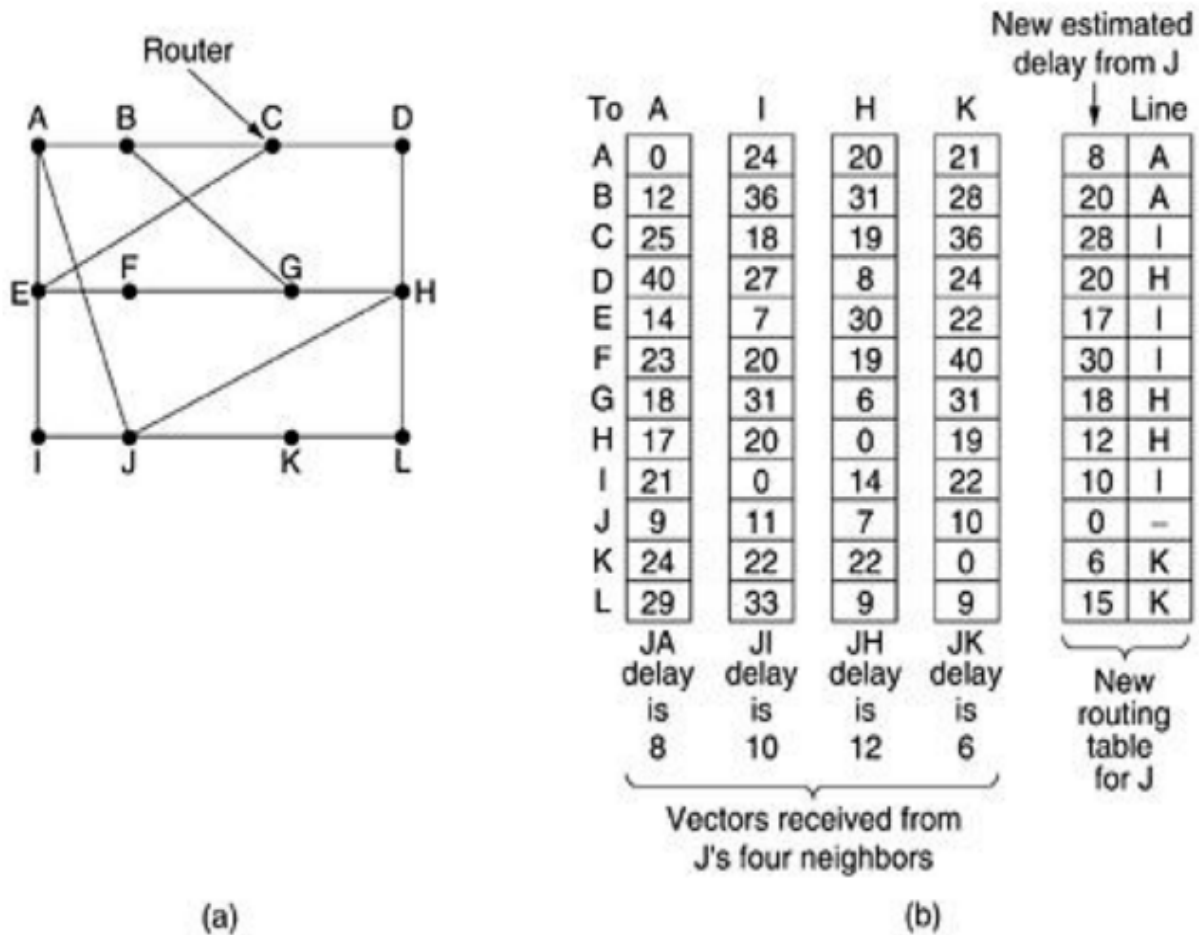 Router
A B C D
E F G H
I J K L
(a)
New estimated
delay from J
To A I H K Line
A 0 24 20 21 8 A
B 12 36 31 28 20 A
C 25 18 19 36 28 I
D 40 27 8 24 20 H
E 14 7 30 22 17 I
F 23 20 19 40 30 I
G 18 31 6 31 18 H
H 17 20 0 19 12 H
I 21 0 14 22 10 I
J 9 11 7 10 0 –
K 24 22 22 0 6 K
L 29 33 9 9 15 K
JA JI JH JK
delay delay delay delay
is is is is
8 10 12 6
New
routing
table
for J
Vectors received from
J's four neighbors
(b)